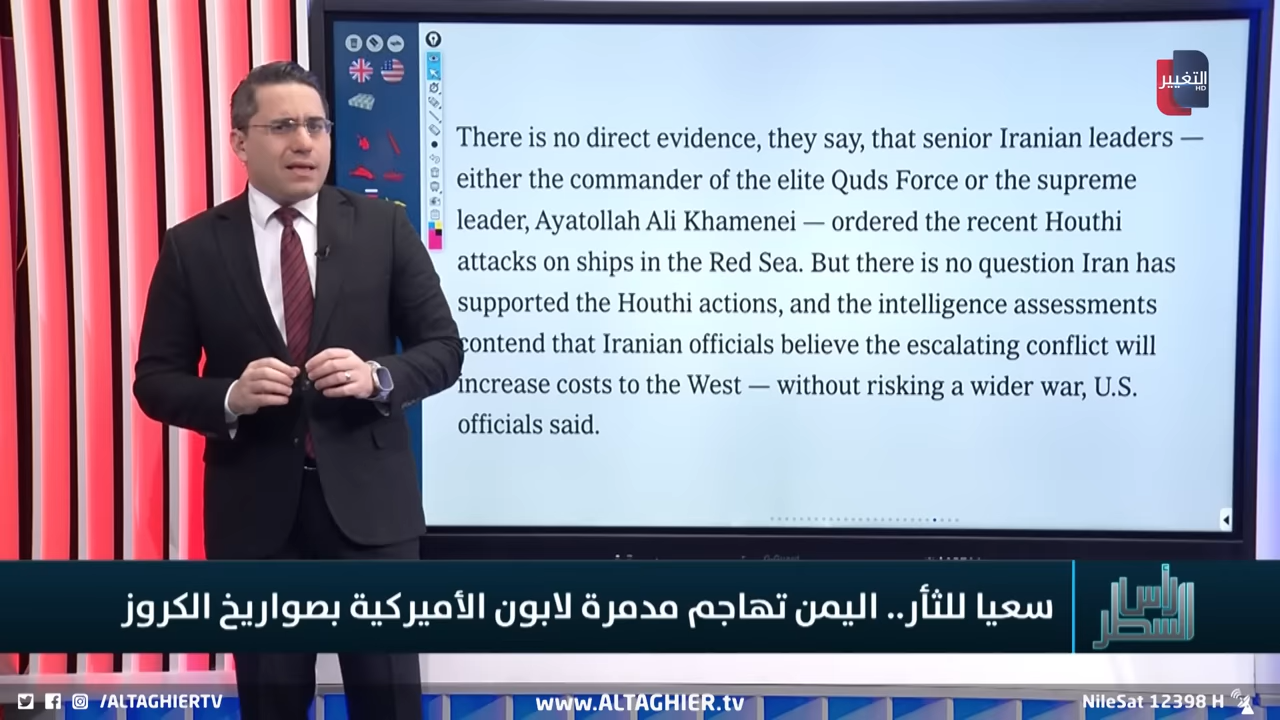 التغيير
HD
There is no direct evidence, they say, that senior Iranian leaders —
either the commander of the elite Quds Force or the supreme
leader, Ayatollah Ali Khamenei — ordered the recent Houthi
attacks on ships in the Red Sea. But there is no question Iran has
supported the Houthi actions, and the intelligence assessments
contend that Iranian officials believe the escalating conflict will
increase costs to the West — without risking a wider war, U.S.
officials said.
رأس
السطر
سعيا للثأر.. اليمن تهاجم مدمرة لابون الأميركية بصواريخ الكروز
/ALTAGHIERTV
www.ALTAGHIER.tv
NileSat 12398 H